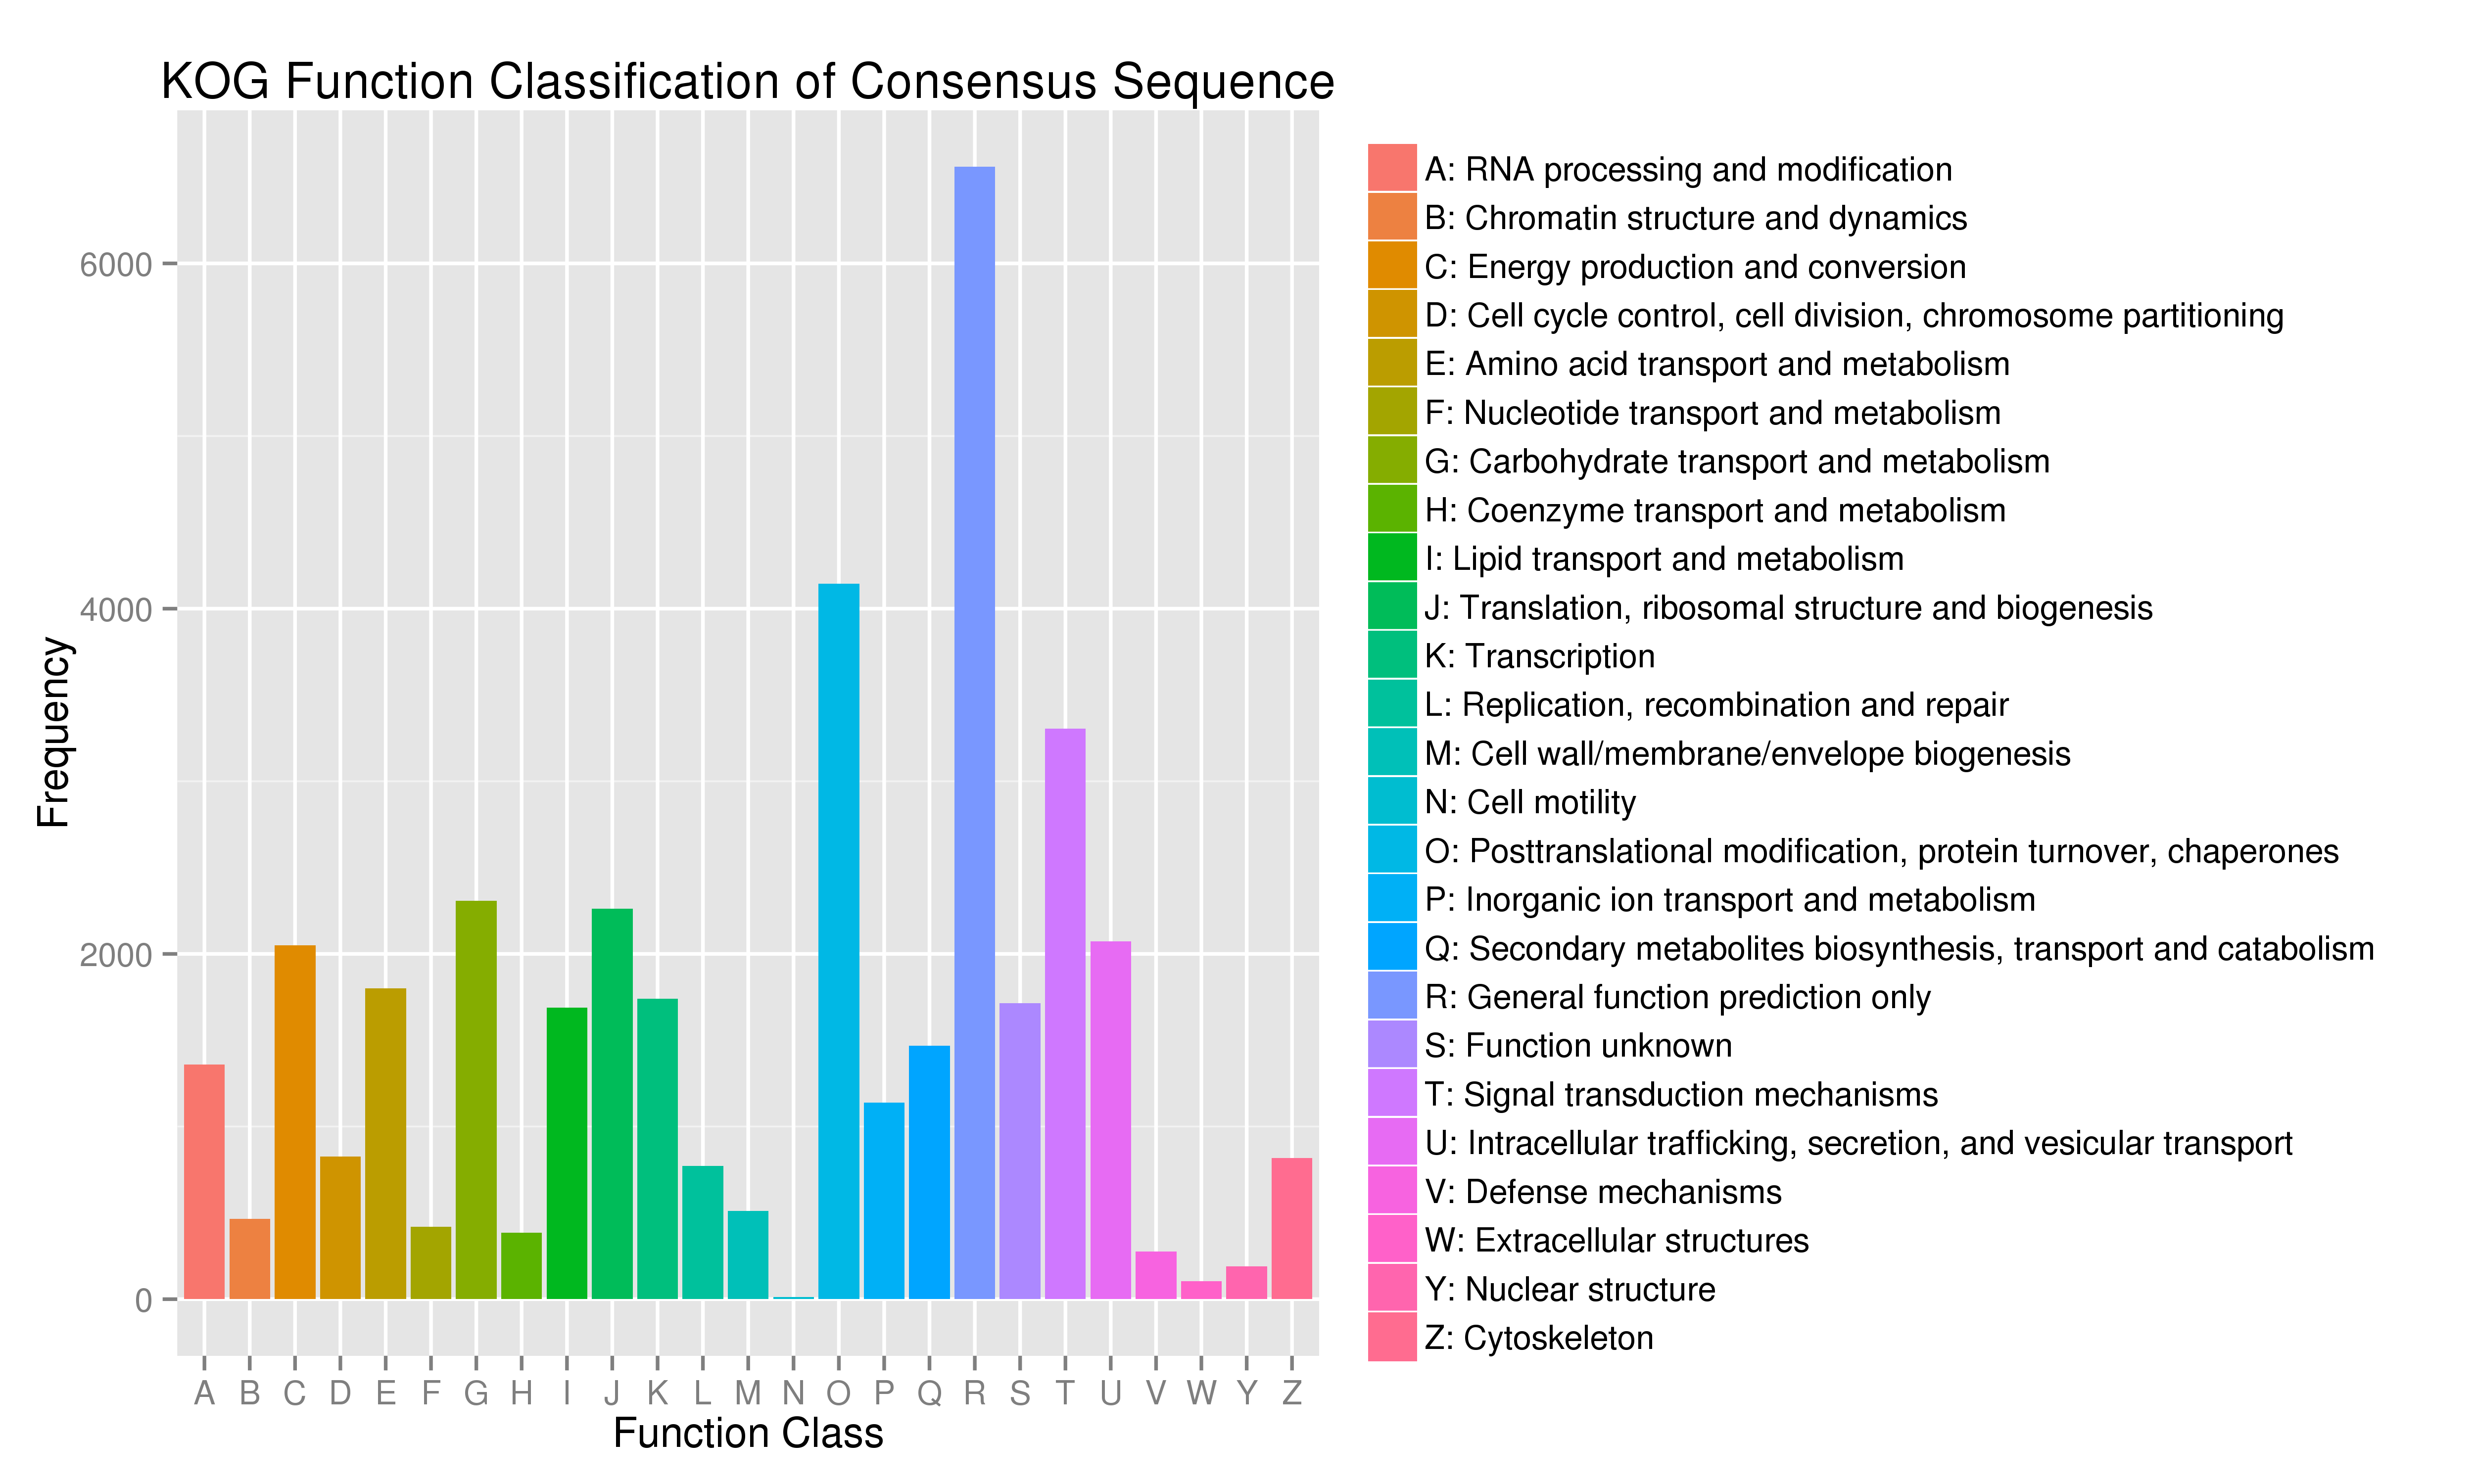 KOG Function Classification of Consensus Sequence
6000
4000
2000
0
Frequency
A B C D E F G H I J K L M N O P Q R S T U V W Y Z
Function Class
A: RNA processing and modification
B: Chromatin structure and dynamics
C: Energy production and conversion
D: Cell cycle control, cell division, chromosome partitioning
E: Amino acid transport and metabolism
F: Nucleotide transport and metabolism
G: Carbohydrate transport and metabolism
H: Coenzyme transport and metabolism
I: Lipid transport and metabolism
J: Translation, ribosomal structure and biogenesis
K: Transcription
L: Replication, recombination and repair
M: Cell wall/membrane/envelope biogenesis
N: Cell motility
O: Posttranslational modification, protein turnover, chaperones
P: Inorganic ion transport and metabolism
Q: Secondary metabolites biosynthesis, transport and catabolism
R: General function prediction only
S: Function unknown
T: Signal transduction mechanisms
U: Intracellular trafficking, secretion, and vesicular transport
V: Defense mechanisms
W: Extracellular structures
Y: Nuclear structure
Z: Cytoskeleton